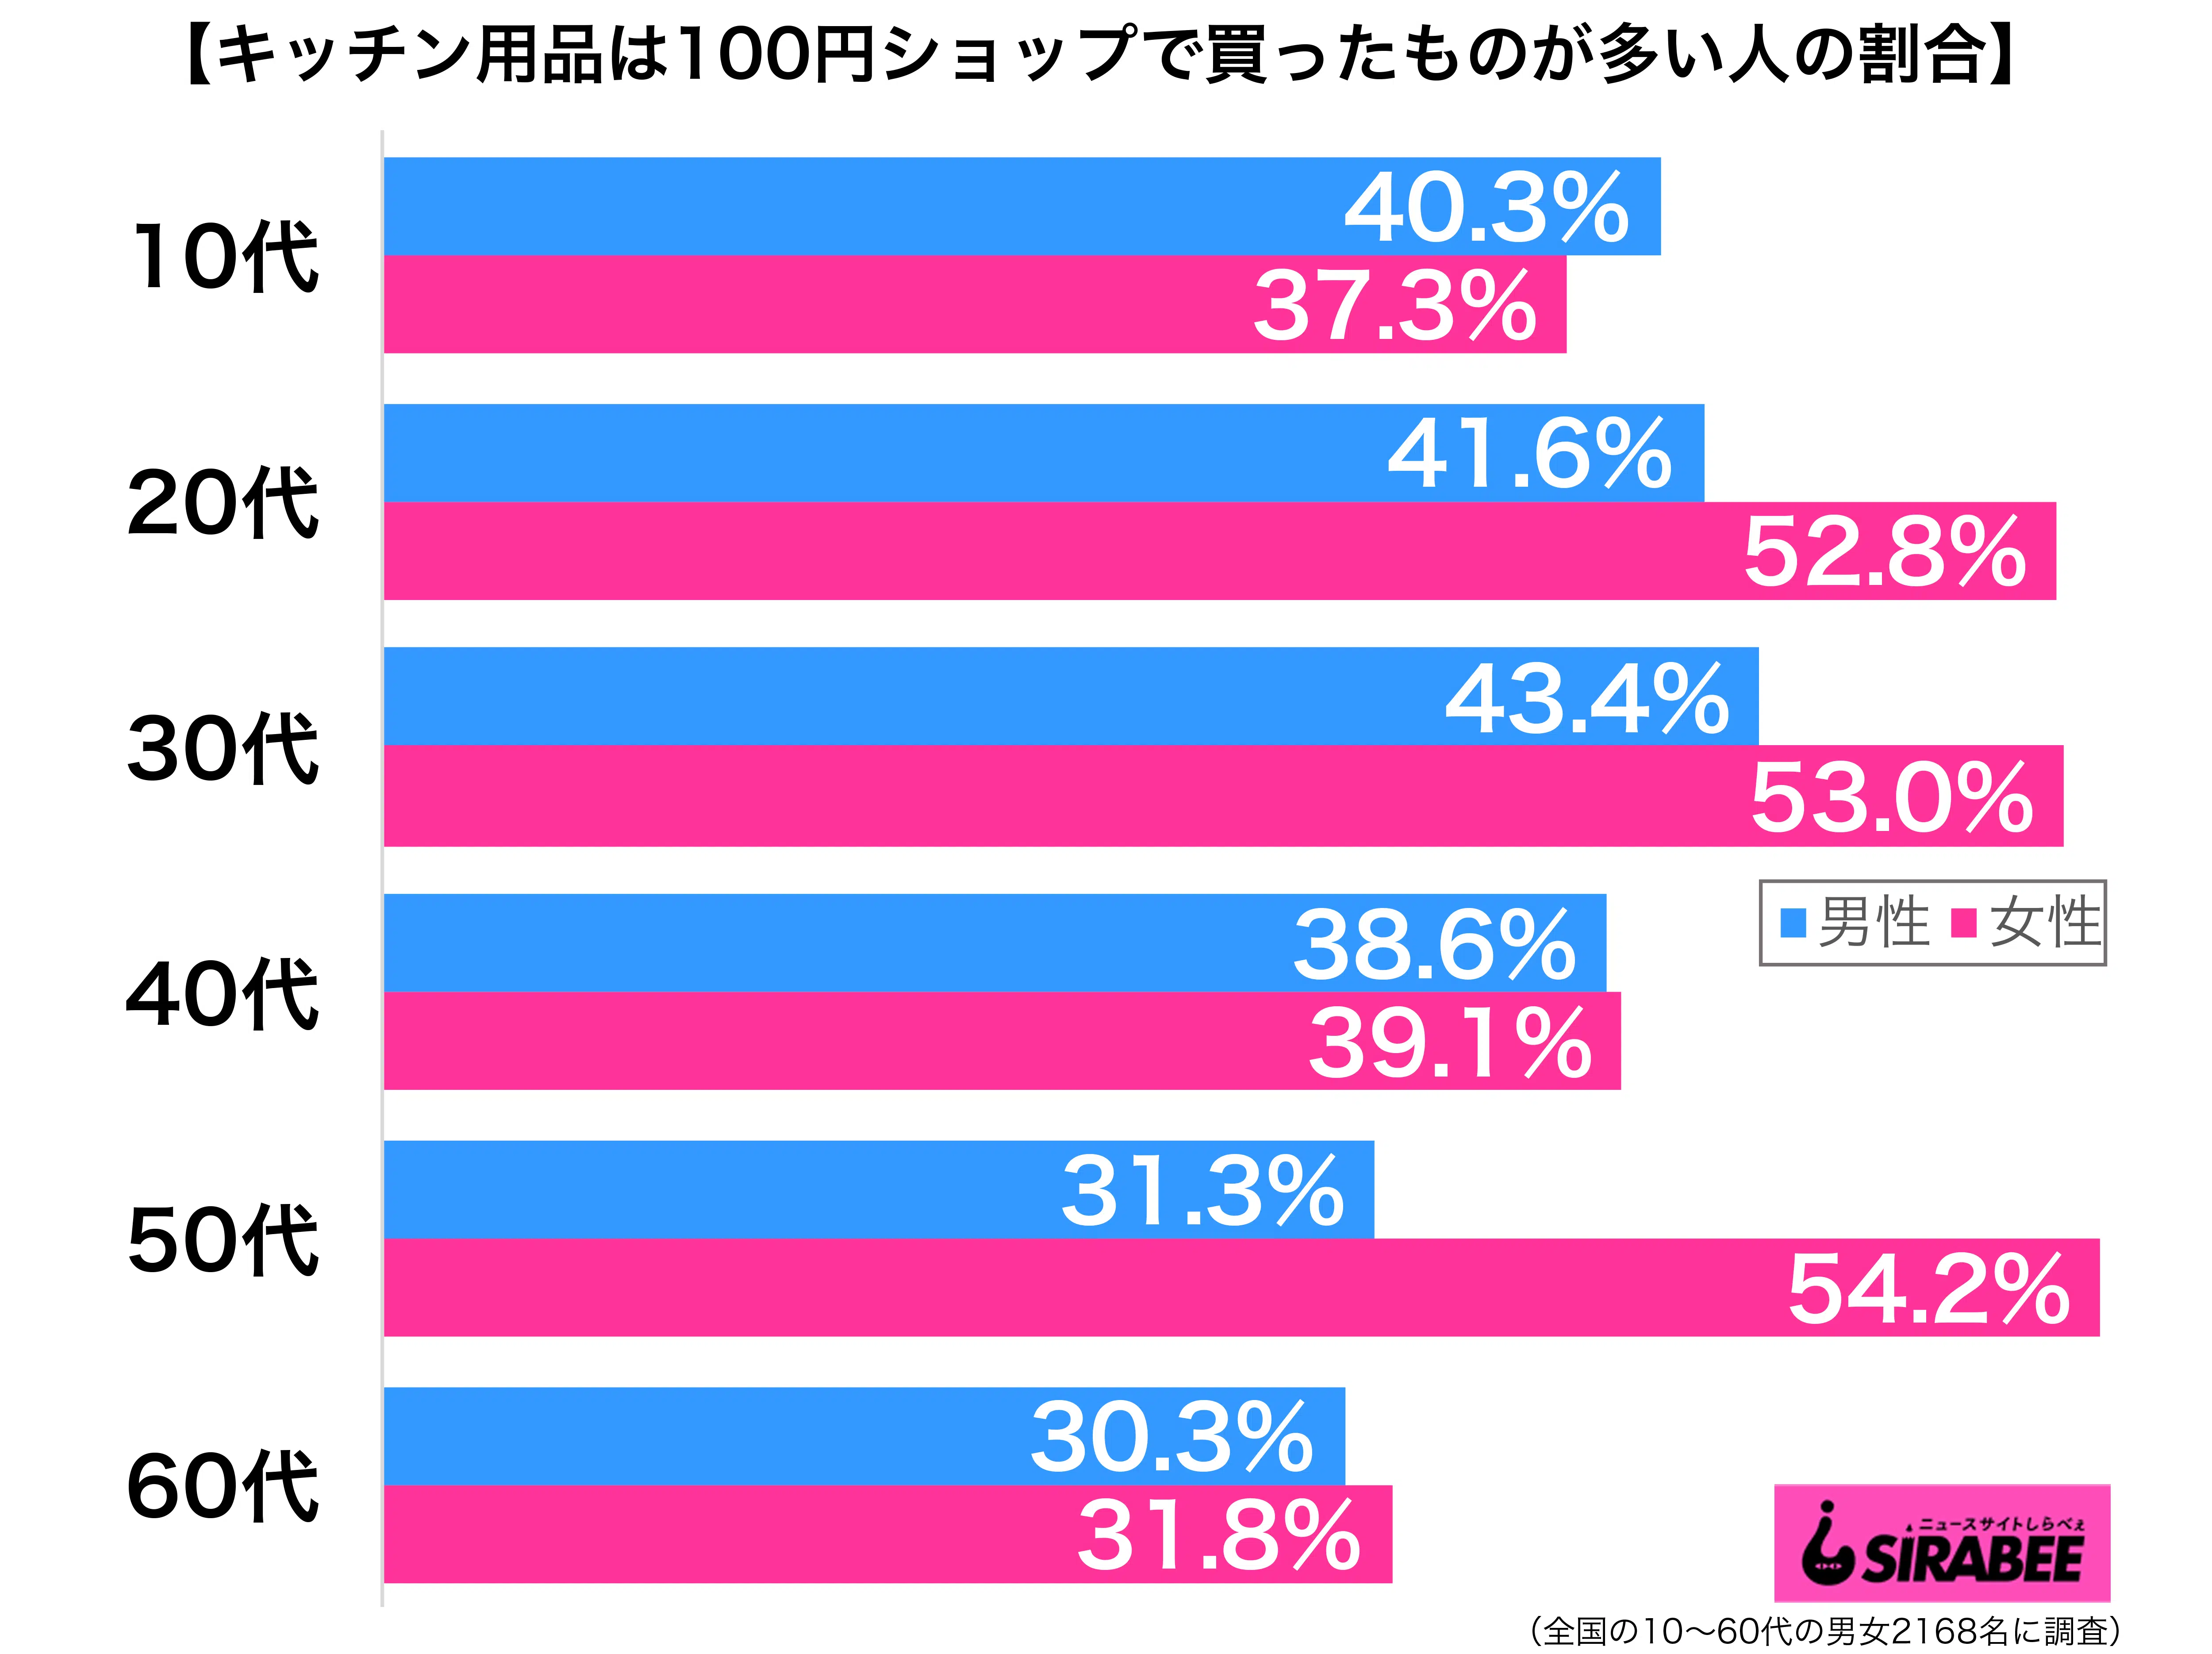 【キッチン用品は100円ショップで買ったものが多い人の割合】
10代
40.3%
37.3%
20代
41.6%
52.8%
30代
43.4%
53.0%
男性 女性
40代
38.6%
39.1%
50代
31.3%
54.2%
60代
30.3%
31.8%
ニュースサイトしらべぇ
SIRABEE
（全国の10〜60代の男女2168名に調査）